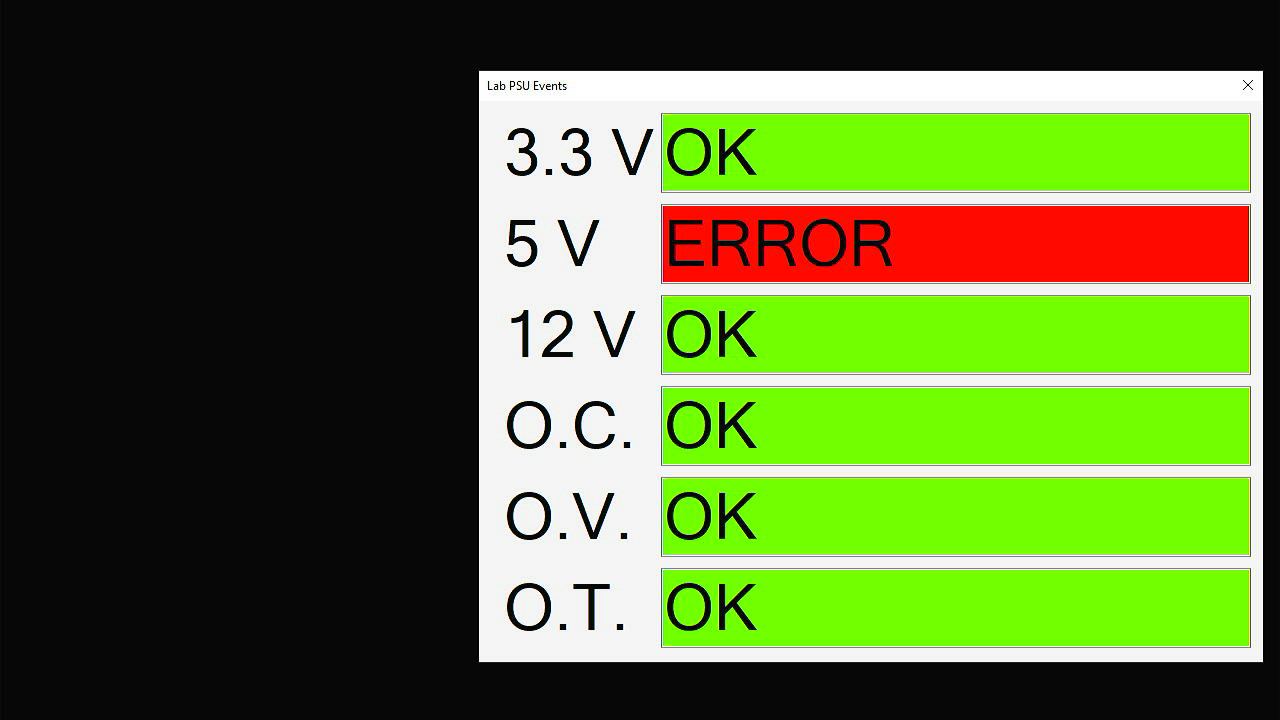 Lab PSU Events
3.3 V OK
5 V ERROR
12 V OK
O.C. OK
O.V. OK
O.T. OK